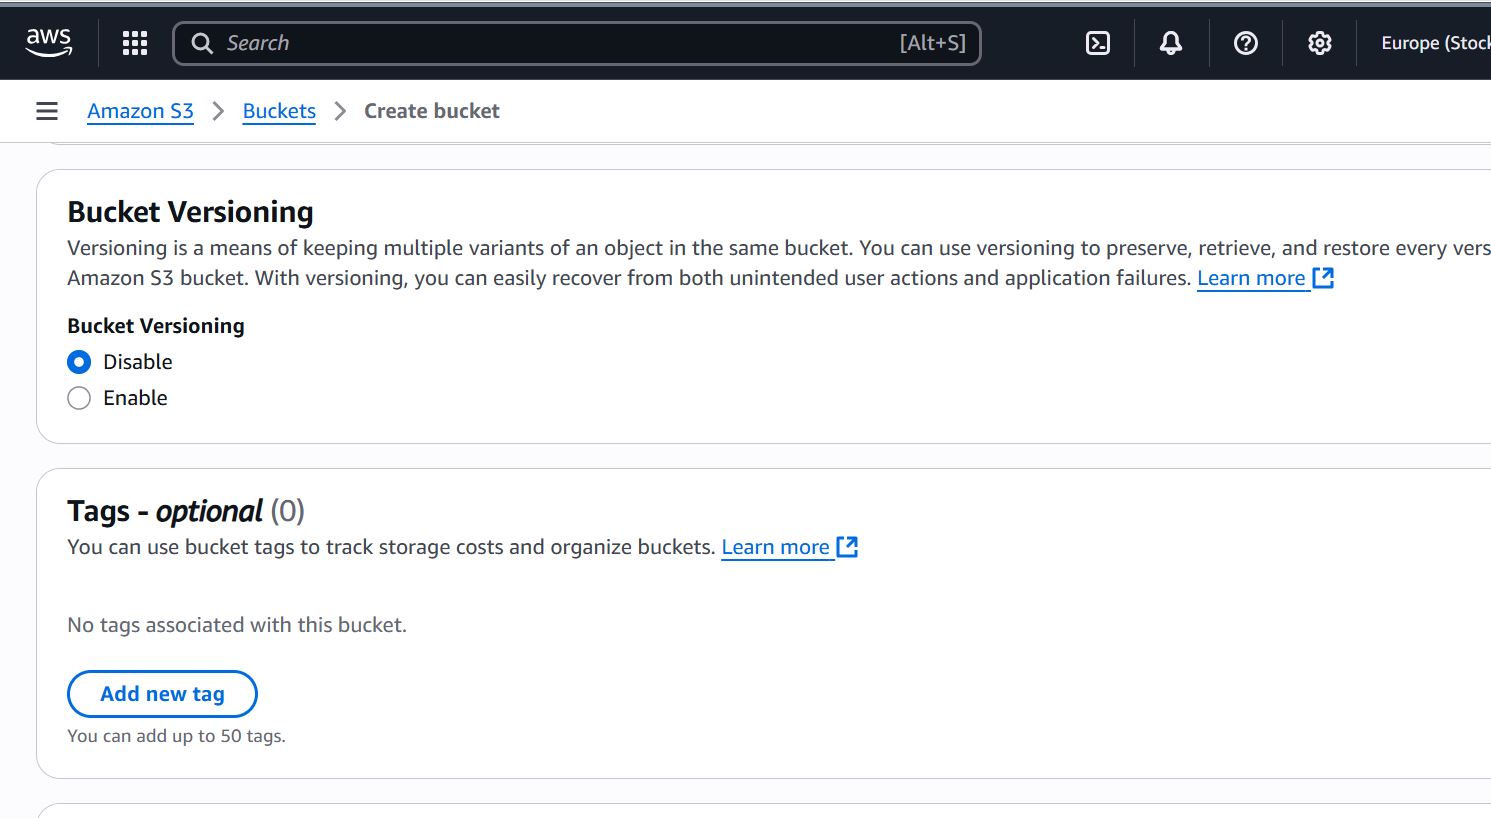 aws
Search
[Alt+S]
Europe (Stock
Amazon S3
Buckets
Create bucket
Bucket Versioning
Versioning is a means of keeping multiple variants of an object in the same bucket. You can use versioning to preserve, retrieve, and restore every vers
Amazon S3 bucket. With versioning, you can easily recover from both unintended user actions and application failures. Learn more
Bucket Versioning
Disable
Enable
Tags - optional (0)
You can use bucket tags to track storage costs and organize buckets. Learn more
No tags associated with this bucket.
Add new tag
You can add up to 50 tags.